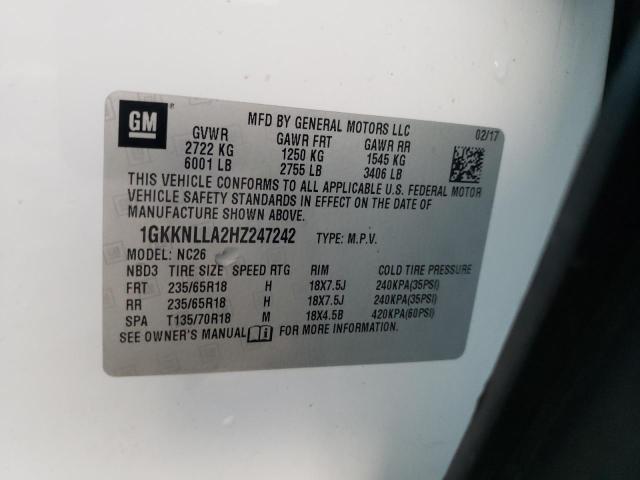 GM
®
MFD BY GENERAL MOTORS LLC 02/17
GVWR GAWR FRT GAWR RR
2722 KG 1250 KG 1545 KG
6001 LB 2755 LB 3406 LB
THIS VEHICLE CONFORMS TO ALL APPLICABLE U.S. FEDERAL MOTOR
VEHICLE SAFETY STANDARDS IN EFFECT ON THE DATE OF
MANUFACTURE SHOWN ABOVE.
1GKKNLLA2HZ247242 TYPE: M.P.V.
MODEL: NC26
NBD3 TIRE SIZE SPEED RTG RIM COLD TIRE PRESSURE
FRT 235/65R18 H 18X7.5J 240KPA(35PSI)
RR 235/65R18 H 18X7.5J 240KPA(35PSI)
SPA T135/70R18 M 18X4.5B 420KPA(60PSI)
SEE OWNER'S MANUAL FOR MORE INFORMATION.